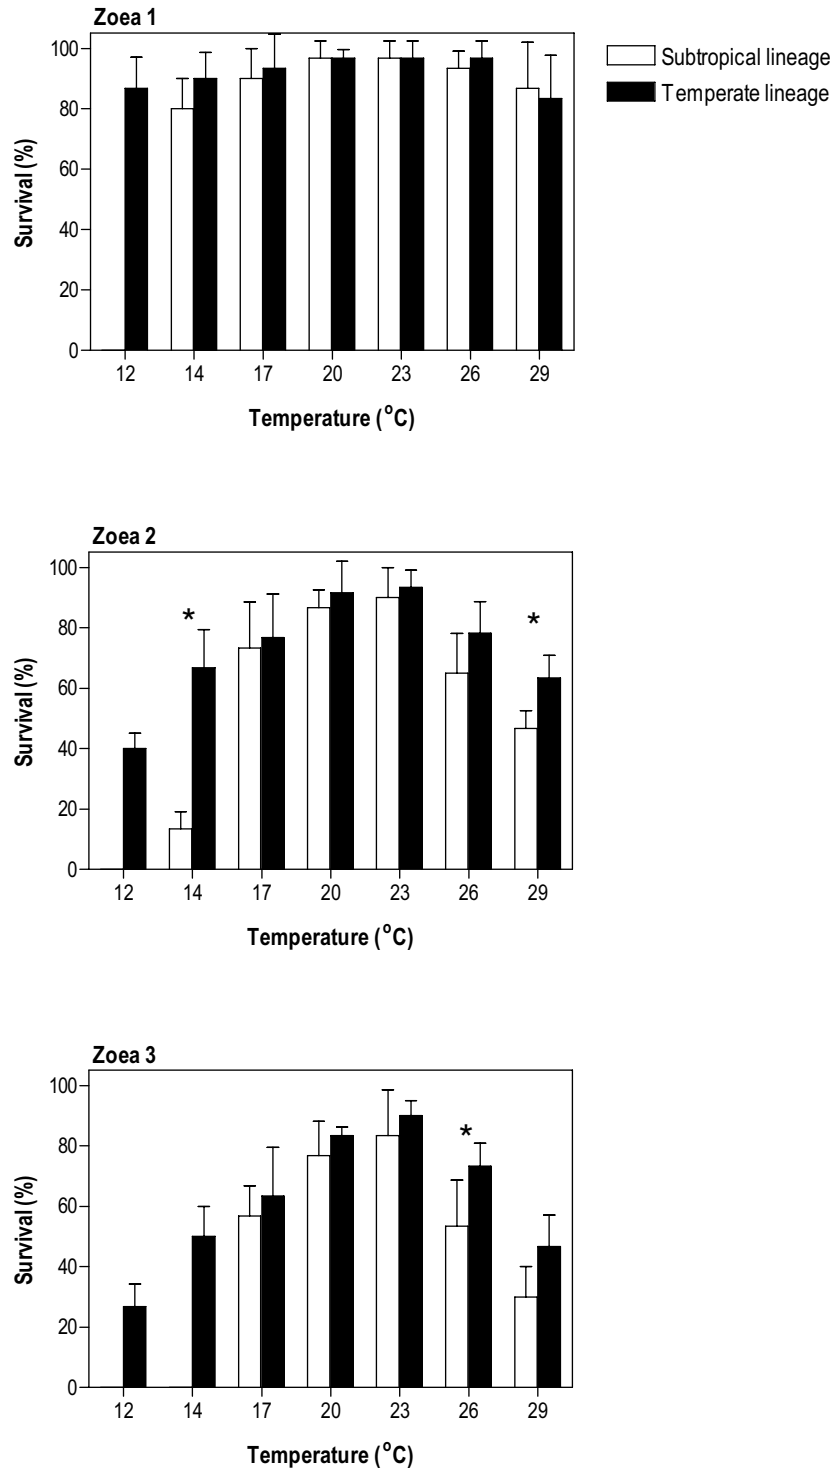 Zoea 1
Subtropical lineage
Temperate lineage
100
80
60
40
20
0
Survival (%)
12 14 17 20 23 26 29
Temperature (°C)
Zoea 2
100
80
60
40
20
0
Survival (%)
* *
12 14 17 20 23 26 29
Temperature (°C)
Zoea 3
100
80
60
40
20
0
Survival (%)
*
12 14 17 20 23 26 29
Temperature (°C)